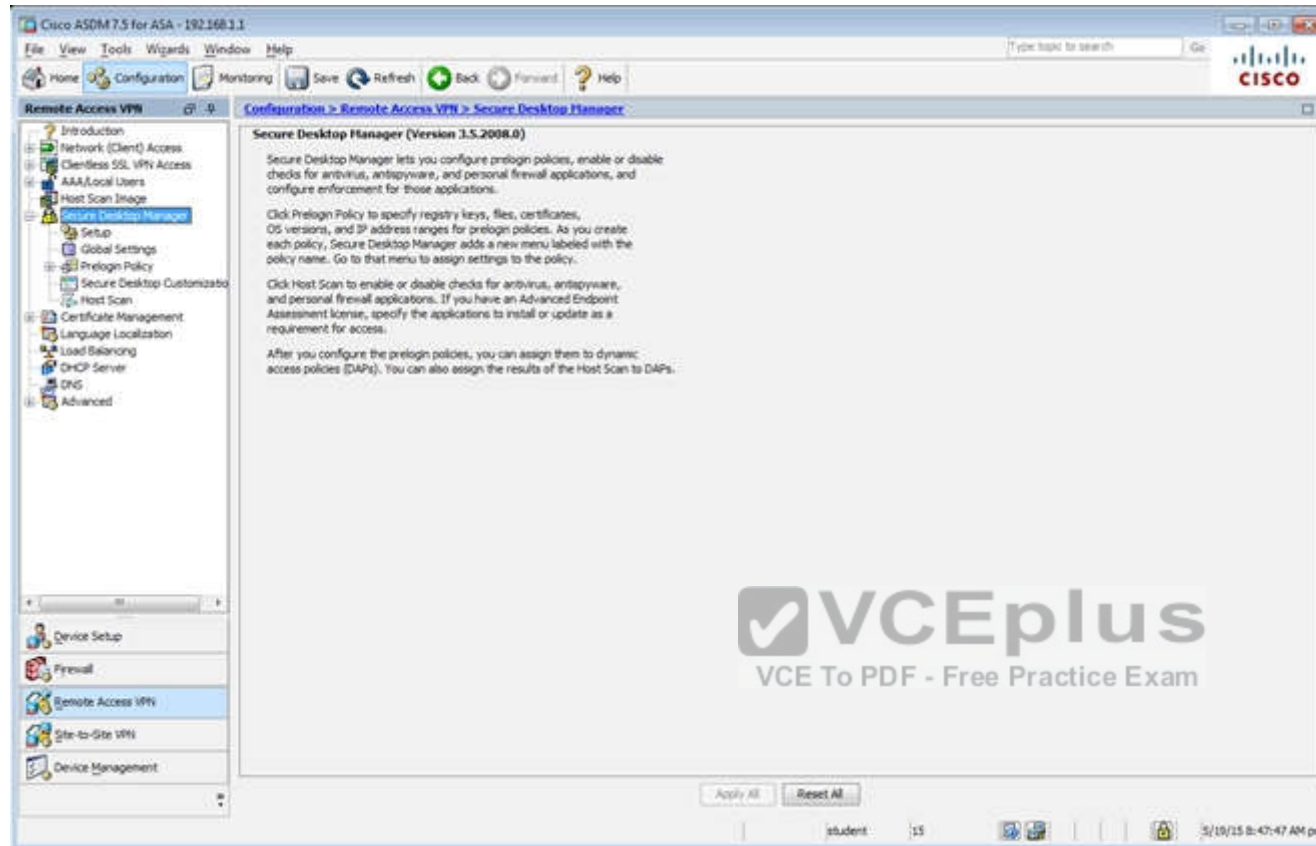 Cisco ASDM 7.5 for ASA - 192.168.1.1
File View Tools Wizards Window Help
Type topic to search Go
Home Configuration Monitoring Save Refresh Back Forward Help
CISCO
Remote Access VPN
Configuration > Remote Access VPN > Secure Desktop Manager
Introduction
Network (Client) Access
Clientless SSL VPN Access
AAA/Local Users
Host Scan Image
Secure Desktop Manager
Setup
Global Settings
Prelogin Policy
Secure Desktop Customizatio
Host Scan
Certificate Management
Language Localization
Load Balancing
DHCP Server
DNS
Advanced
Secure Desktop Manager (Version 3.5.2008.0)
Secure Desktop Manager lets you configure prelogin policies, enable or disable
checks for antivirus, antispyware, and personal firewall applications, and
configure enforcement for those applications.
Click Prelogin Policy to specify registry keys, files, certificates,
OS versions, and IP address ranges for prelogin policies. As you create
each policy, Secure Desktop Manager adds a new menu labeled with the
policy name. Go to that menu to assign settings to the policy.
Click Host Scan to enable or disable checks for antivirus, antispyware,
and personal firewall applications. If you have an Advanced Endpoint
Assessment license, specify the applications to install or update as a
requirement for access.
After you configure the prelogin policies, you can assign them to dynamic
access policies (DAPs). You can also assign the results of the Host Scan to DAPs.
VCEplus
VCE To PDF - Free Practice Exam
Device Setup
Firewall
Remote Access VPN
Site-to-Site VPN
Device Management
Apply All Reset All
student 15 5/19/15 8:47:47 AM p